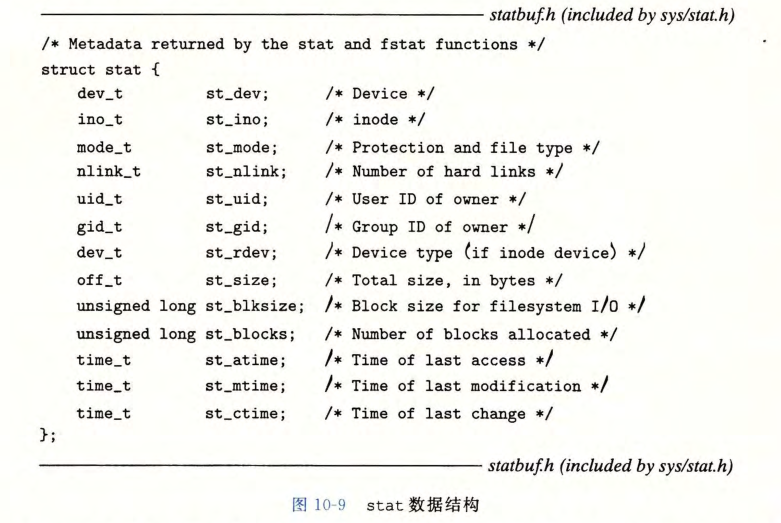 statbuf.h (included by sys/stat.h)
/* Metadata returned by the stat and fstat functions */
struct stat {
    dev_t         st_dev;     /* Device */
    ino_t         st_ino;     /* inode */
    mode_t        st_mode;    /* Protection and file type */
    nlink_t       st_nlink;   /* Number of hard links */
    uid_t         st_uid;     /* User ID of owner */
    gid_t         st_gid;     /* Group ID of owner */
    dev_t         st_rdev;    /* Device type (if inode device) */
    off_t         st_size;    /* Total size, in bytes */
    unsigned long st_blksize; /* Block size for filesystem I/O */
    unsigned long st_blocks;  /* Number of blocks allocated */
    time_t        st_atime;   /* Time of last access */
    time_t        st_mtime;   /* Time of last modification */
    time_t        st_ctime;   /* Time of last change */
};
statbuf.h (included by sys/stat.h)
图 10-9 stat 数据结构